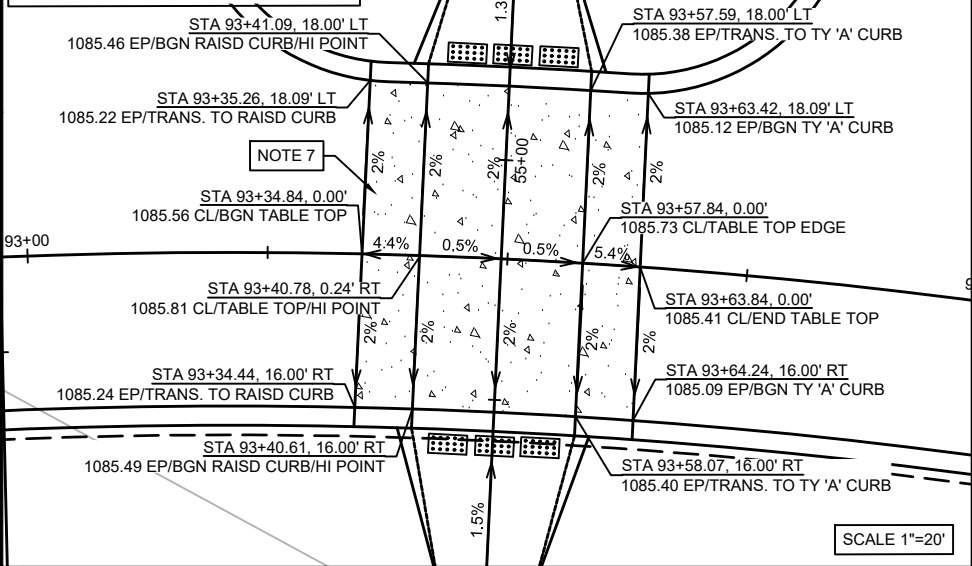 1.3
STA 93+41.09, 18.00' LT
1085.46 EP/BGN RAISD CURB/HI POINT
STA 93+57.59, 18.00' LT
1085.38 EP/TRANS. TO TY 'A' CURB
STA 93+35.26, 18.09' LT
1085.22 EP/TRANS. TO RAISD CURB
STA 93+63.42, 18.09' LT
1085.12 EP/BGN TY 'A' CURB
NOTE 7
2%
2%
2%
55+00
2%
2%
STA 93+34.84, 0.00'
1085.56 CL/BGN TABLE TOP
STA 93+57.84, 0.00'
1085.73 CL/TABLE TOP EDGE
93+00
4.4%
0.5%
0.5%
5.4%
STA 93+40.78, 0.24' RT
1085.81 CL/TABLE TOP/HI POINT
STA 93+63.84, 0.00'
1085.41 CL/END TABLE TOP
2%
2%
2%
2%
2%
STA 93+34.44, 16.00' RT
1085.24 EP/TRANS. TO RAISD CURB
STA 93+64.24, 16.00' RT
1085.09 EP/BGN TY 'A' CURB
STA 93+40.61, 16.00' RT
1085.49 EP/BGN RAISD CURB/HI POINT
STA 93+58.07, 16.00' RT
1085.40 EP/TRANS. TO TY 'A' CURB
1.5%
SCALE 1"=20'